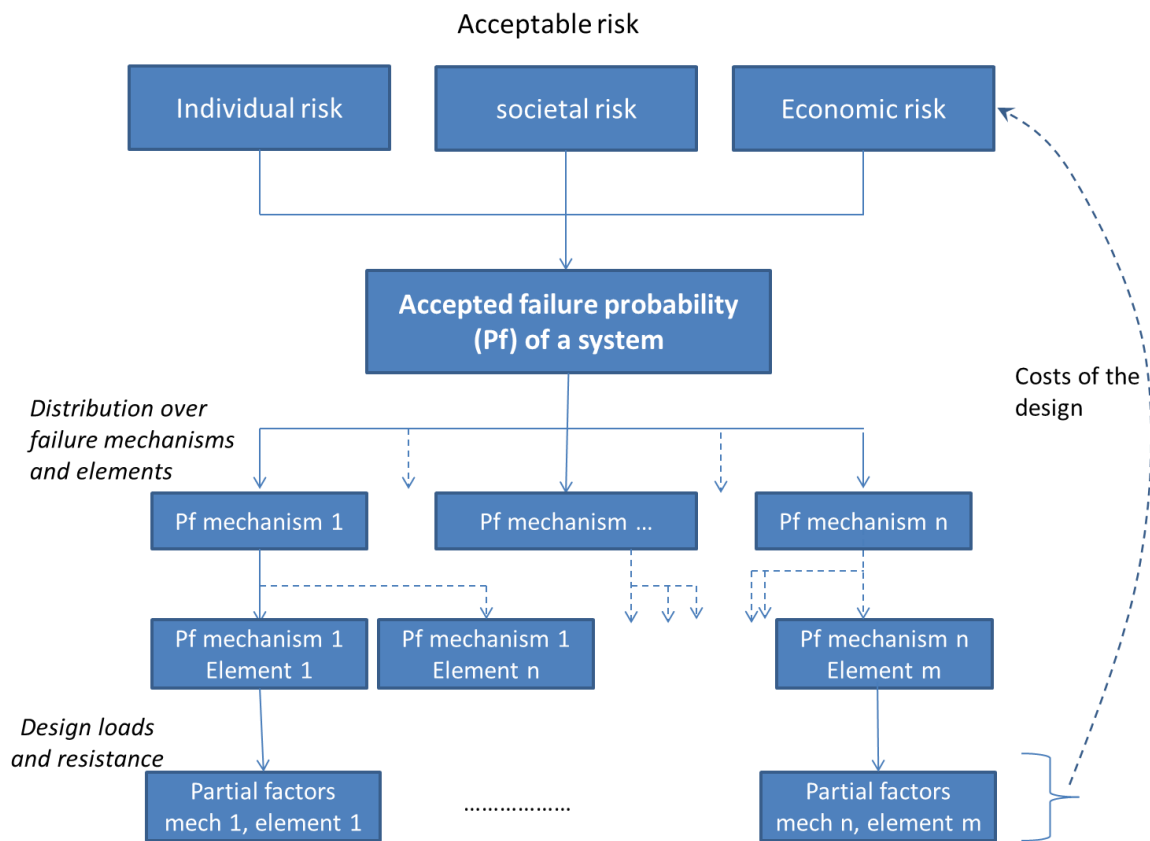 Acceptable risk
Individual risk
societal risk
Economic risk
Accepted failure probability
(Pf) of a system
Costs of the
design
Distribution over
failure mechanisms
and elements
Pf mechanism 1
Pf mechanism ...
Pf mechanism n
Pf mechanism 1
Element 1
Pf mechanism 1
Element n
Pf mechanism n
Element m
Design loads
and resistance
Partial factors
mech 1, element 1
..................
Partial factors
mech n, element m